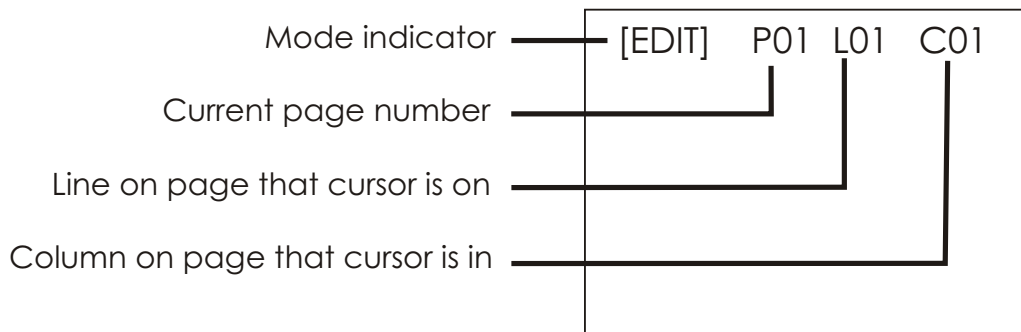 Mode indicator [EDIT] P01 L01 C01
Current page number
Line on page that cursor is on
Column on page that cursor is in